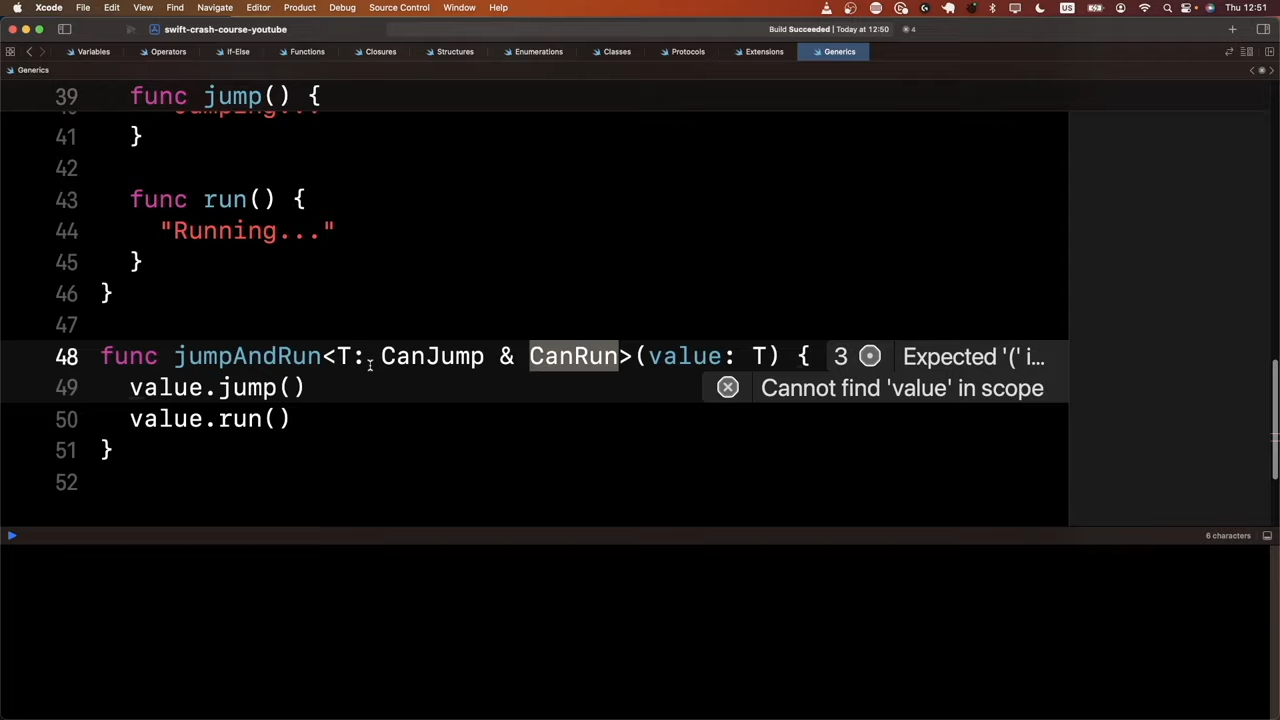 Xcode File Edit View Find Navigate Editor Product Debug Source Control Window Help US Thu 12:51
swift-crash-course-youtube Build Succeeded | Today at 12:50 4
Variables Operators If-Else Functions Closures Structures Enumerations Classes Protocols Extensions Generics
Generics
39 func jump() {
41 }
42
43 func run() {
44 "Running..."
45 }
46 }
47
48 func jumpAndRun<T: CanJump & CanRun>(value: T) { 3 Expected '(' i...
49 value.jump() Cannot find 'value' in scope
50 value.run()
51 }
52
6 characters